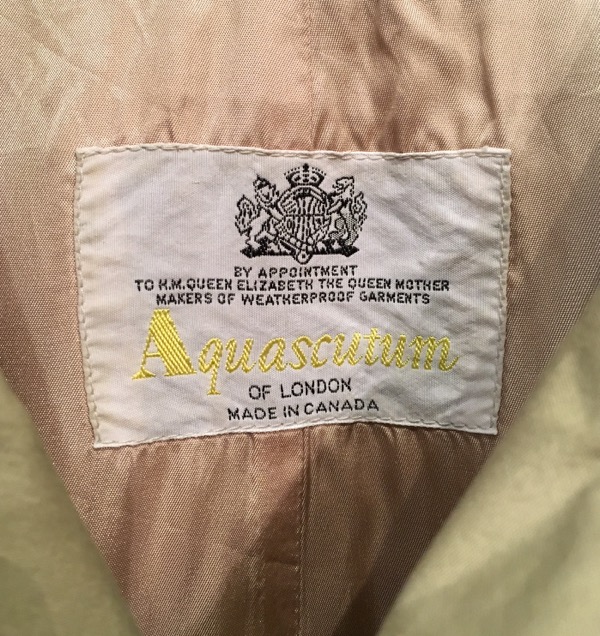 BY APPOINTMENT
TO H.M. QUEEN ELIZABETH THE QUEEN MOTHER
MAKERS OF WEATHERPROOF GARMENTS
Aquascutum
OF LONDON
MADE IN CANADA